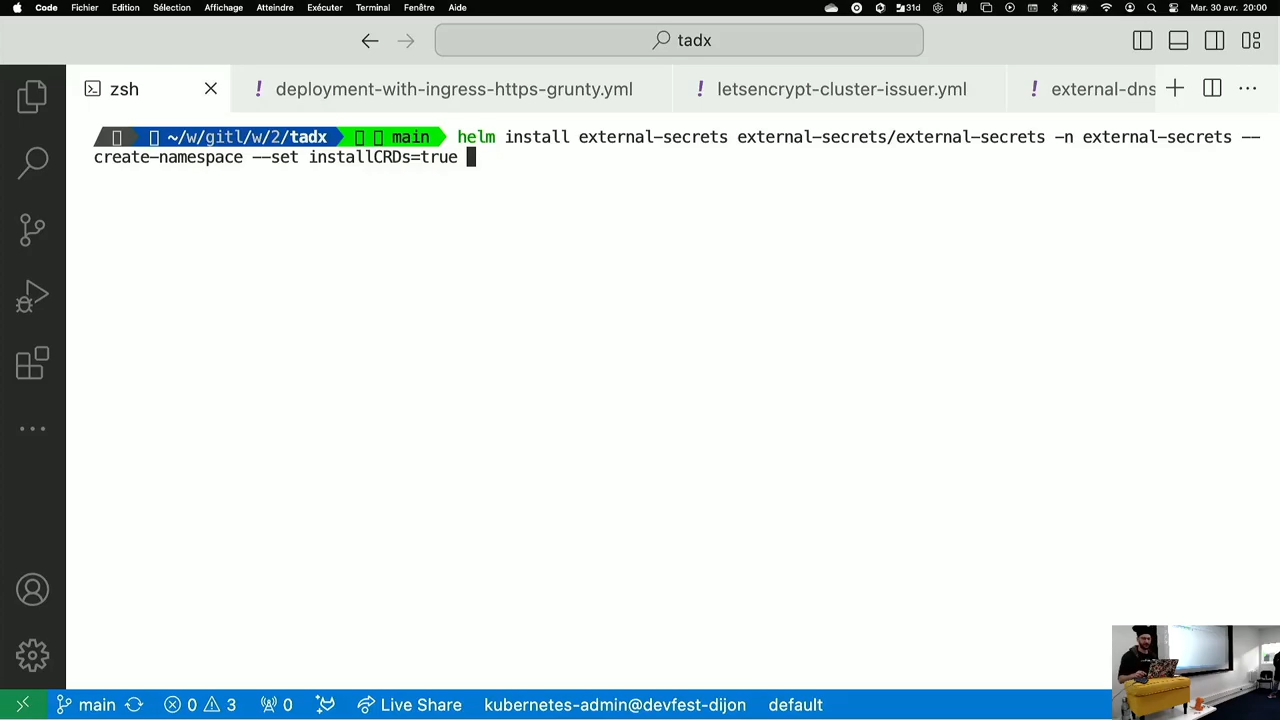 Code Fichier Edition Sélection Affichage Atteindre Exécuter Terminal Fenêtre Aide 31d Mar. 30 avr. 20:00
tadx
zsh ! deployment-with-ingress-https-grunty.yml ! letsencrypt-cluster-issuer.yml ! external-dns
~/w/gitl/w/2/tadx main helm install external-secrets external-secrets/external-secrets -n external-secrets --
create-namespace --set installCRDs=true
main 0 3 0 Live Share kubernetes-admin@devfest-dijon default